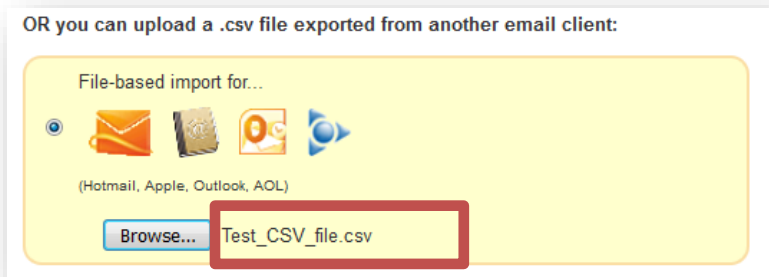 OR you can upload a .csv file exported from another email client:
File-based import for...
(Hotmail, Apple, Outlook, AOL)
Browse... Test_CSV_file.csv